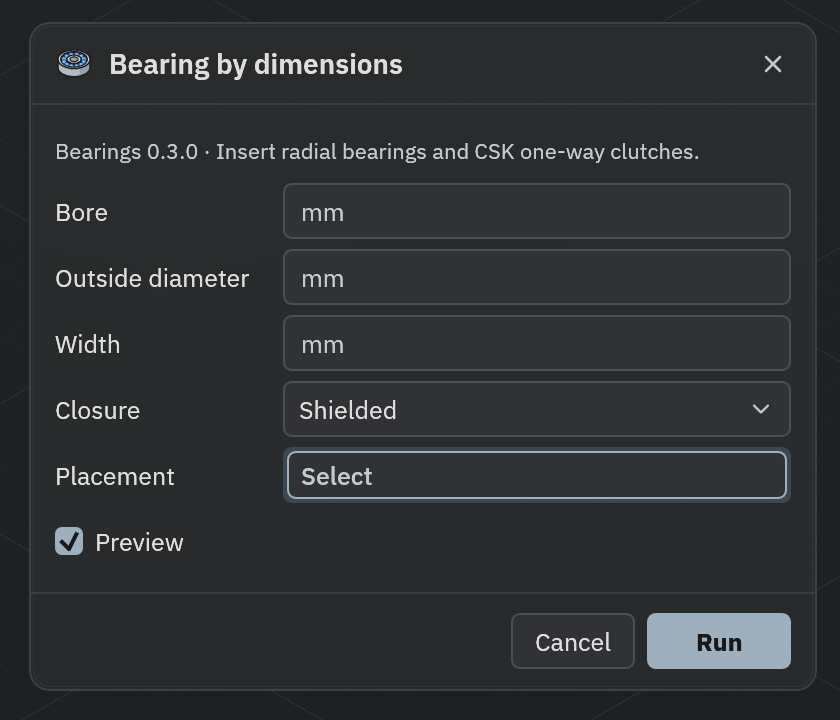 Bearing by dimensions
Bearings 0.3.0 · Insert radial bearings and CSK one-way clutches.
Bore
mm
Outside diameter
mm
Width
mm
Closure
Shielded
Placement
Select
Preview
Cancel
Run